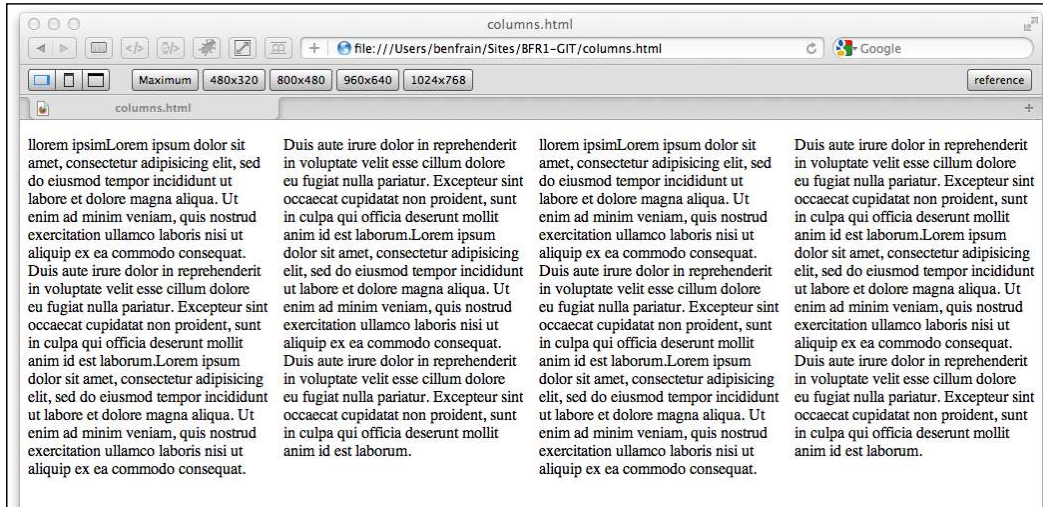 columns.html
file:///Users/benfrain/Sites/BFR1-GIT/columns.html
Google
Maximum 480x320 800x480 960x640 1024x768 reference
columns.html
llorem ipsimLorem ipsum dolor sit
amet, consectetur adipisicing elit, sed
do eiusmod tempor incididunt ut
labore et dolore magna aliqua. Ut
enim ad minim veniam, quis nostrud
exercitation ullamco laboris nisi ut
aliquip ex ea commodo consequat.
Duis aute irure dolor in reprehenderit
in voluptate velit esse cillum dolore
eu fugiat nulla pariatur. Excepteur sint
occaecat cupidatat non proident, sunt
in culpa qui officia deserunt mollit
anim id est laborum.Lorem ipsum
dolor sit amet, consectetur adipisicing
elit, sed do eiusmod tempor incididunt
ut labore et dolore magna aliqua. Ut
enim ad minim veniam, quis nostrud
exercitation ullamco laboris nisi ut
aliquip ex ea commodo consequat.
Duis aute irure dolor in reprehenderit
in voluptate velit esse cillum dolore
eu fugiat nulla pariatur. Excepteur sint
occaecat cupidatat non proident, sunt
in culpa qui officia deserunt mollit
anim id est laborum.Lorem ipsum
dolor sit amet, consectetur adipisicing
elit, sed do eiusmod tempor incididunt
ut labore et dolore magna aliqua. Ut
enim ad minim veniam, quis nostrud
exercitation ullamco laboris nisi ut
aliquip ex ea commodo consequat.
Duis aute irure dolor in reprehenderit
in voluptate velit esse cillum dolore
eu fugiat nulla pariatur. Excepteur sint
occaecat cupidatat non proident, sunt
in culpa qui officia deserunt mollit
anim id est laborum.
llorem ipsimLorem ipsum dolor sit
amet, consectetur adipisicing elit, sed
do eiusmod tempor incididunt ut
labore et dolore magna aliqua. Ut
enim ad minim veniam, quis nostrud
exercitation ullamco laboris nisi ut
aliquip ex ea commodo consequat.
Duis aute irure dolor in reprehenderit
in voluptate velit esse cillum dolore
eu fugiat nulla pariatur. Excepteur sint
occaecat cupidatat non proident, sunt
in culpa qui officia deserunt mollit
anim id est laborum.Lorem ipsum
dolor sit amet, consectetur adipisicing
elit, sed do eiusmod tempor incididunt
ut labore et dolore magna aliqua. Ut
enim ad minim veniam, quis nostrud
exercitation ullamco laboris nisi ut
aliquip ex ea commodo consequat.
Duis aute irure dolor in reprehenderit
in voluptate velit esse cillum dolore
eu fugiat nulla pariatur. Excepteur sint
occaecat cupidatat non proident, sunt
in culpa qui officia deserunt mollit
anim id est laborum.Lorem ipsum
dolor sit amet, consectetur adipisicing
elit, sed do eiusmod tempor incididunt
ut labore et dolore magna aliqua. Ut
enim ad minim veniam, quis nostrud
exercitation ullamco laboris nisi ut
aliquip ex ea commodo consequat.
Duis aute irure dolor in reprehenderit
in voluptate velit esse cillum dolore
eu fugiat nulla pariatur. Excepteur sint
occaecat cupidatat non proident, sunt
in culpa qui officia deserunt mollit
anim id est laborum.